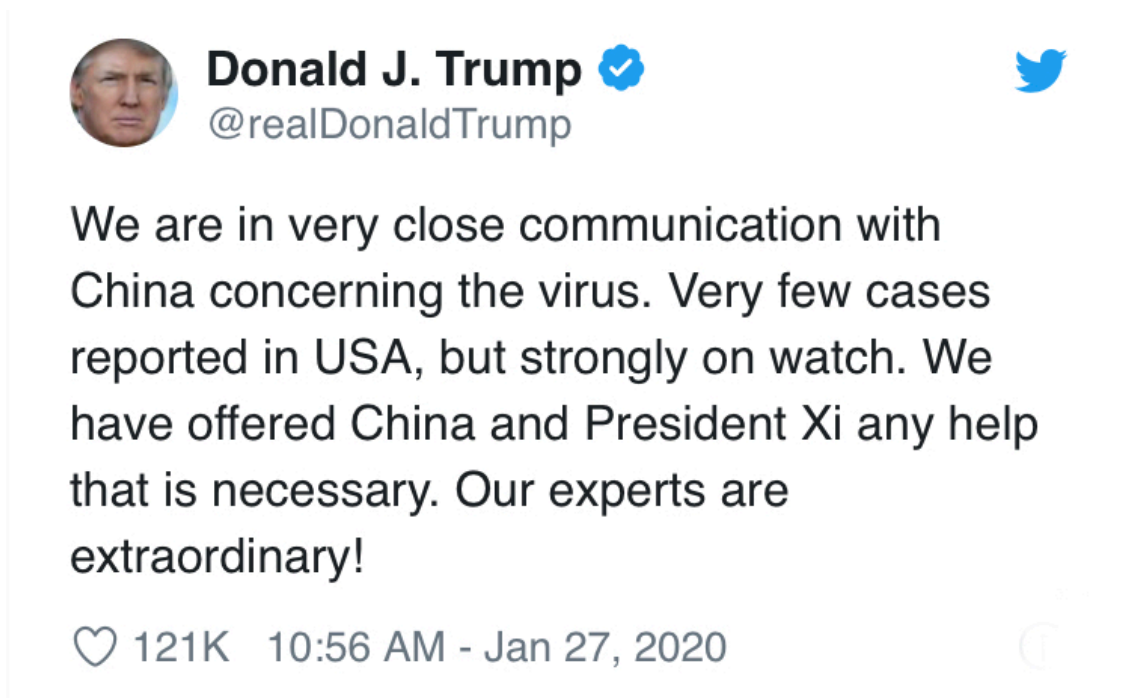 Donald J. Trump
@realDonaldTrump
We are in very close communication with
China concerning the virus. Very few cases
reported in USA, but strongly on watch. We
have offered China and President Xi any help
that is necessary. Our experts are
extraordinary!
121K 10:56 AM - Jan 27, 2020